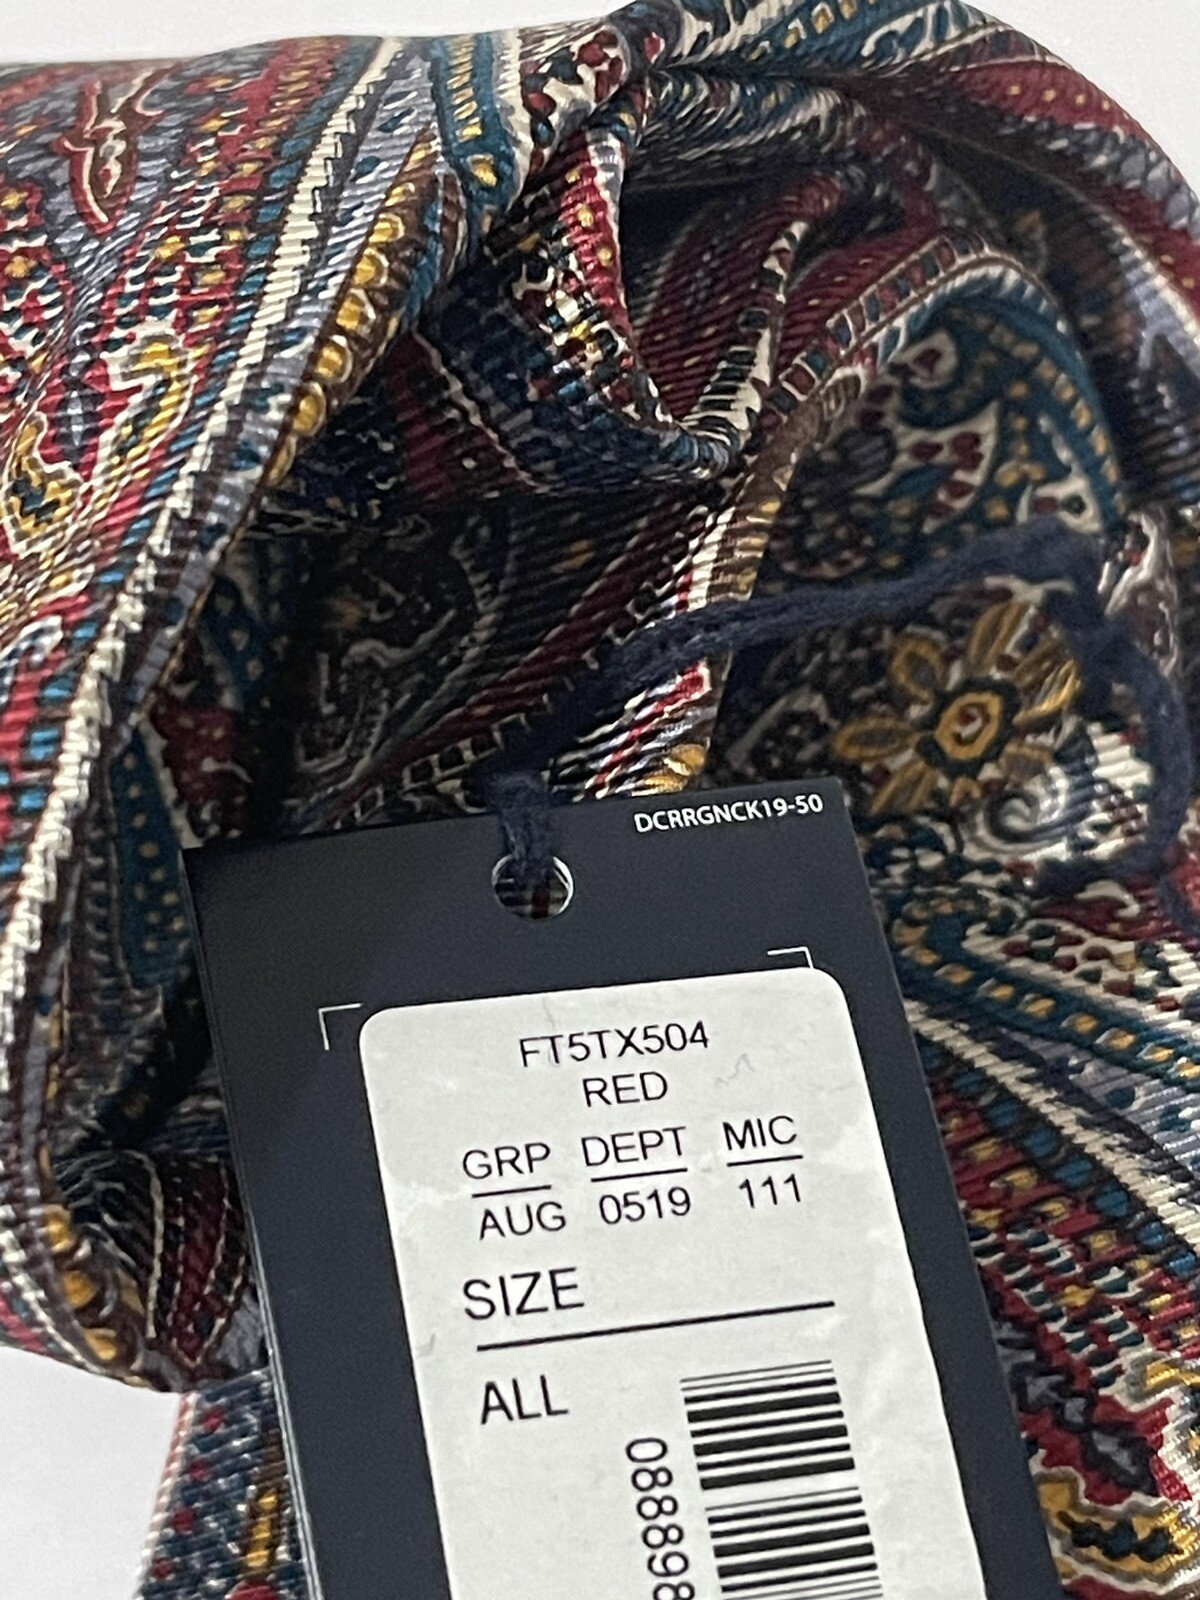 DCRRGNCK19-50
FT5TX504
RED
GRP DEPT MIC
AUG 0519 111
SIZE
ALL
088898